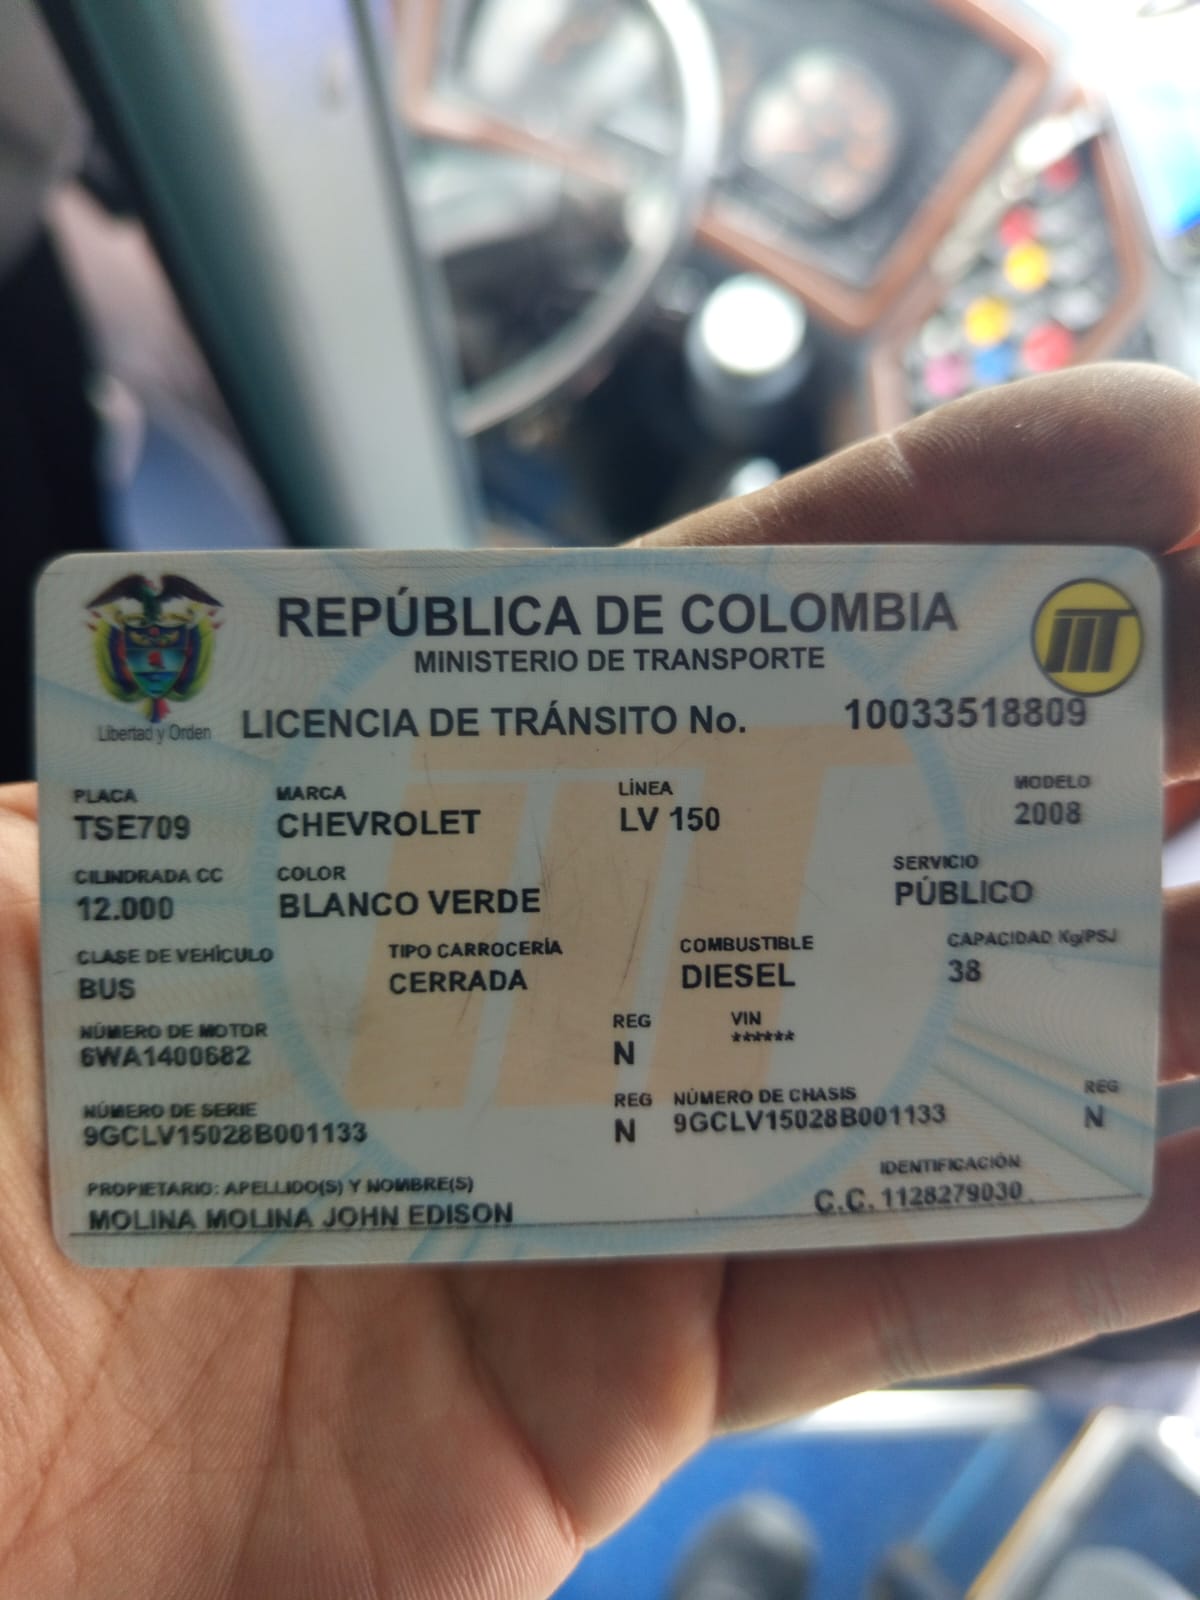 REPÚBLICA DE COLOMBIA
MINISTERIO DE TRANSPORTE
Libertad y Orden
LICENCIA DE TRÁNSITO No. 10033518809
PLACA MARCA LÍNEA MODELO
TSE709 CHEVROLET LV 150 2008
CILINDRADA CC COLOR SERVICIO
12.000 BLANCO VERDE PÚBLICO
CLASE DE VEHÍCULO TIPO CARROCERÍA COMBUSTIBLE CAPACIDAD Kg/PSJ
BUS CERRADA DIESEL 38
NÚMERO DE MOTOR REG VIN
6WA1400682 N ******
NÚMERO DE SERIE REG NÚMERO DE CHASIS REG
9GCLV15028B001133 N 9GCLV15028B001133 N
PROPIETARIO: APELLIDO(S) Y NOMBRE(S) IDENTIFICACIÓN
MOLINA MOLINA JOHN EDISON C.C. 1128279030